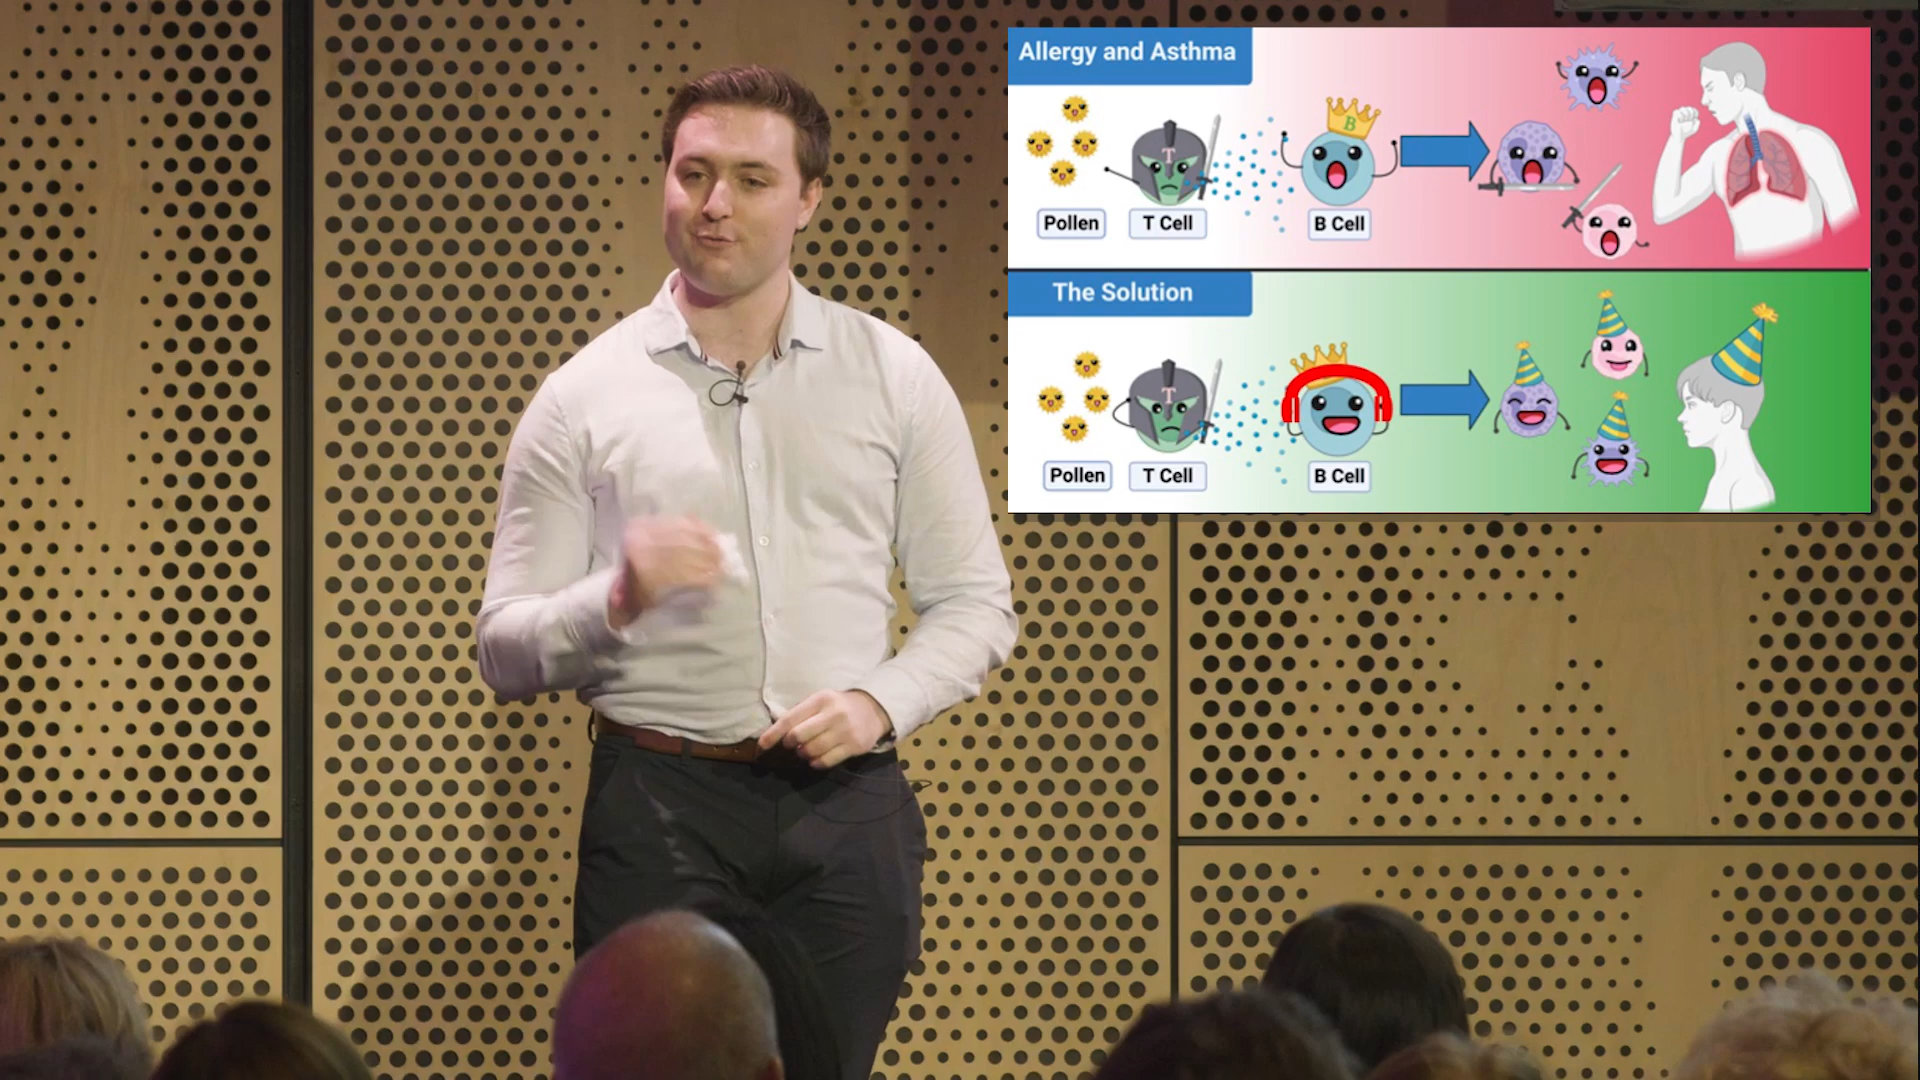 Allergy and Asthma
T
B
Pollen
T Cell
B Cell
The Solution
T
Pollen
T Cell
B Cell